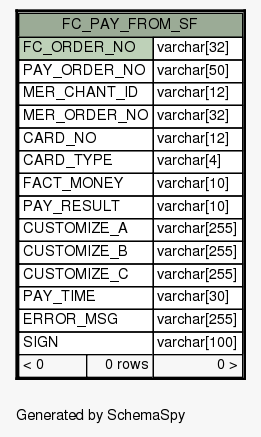 FC_PAY_FROM_SF
FC_ORDER_NO varchar[32]
PAY_ORDER_NO varchar[50]
MER_CHANT_ID varchar[12]
MER_ORDER_NO varchar[32]
CARD_NO varchar[12]
CARD_TYPE varchar[4]
FACT_MONEY varchar[10]
PAY_RESULT varchar[10]
CUSTOMIZE_A varchar[255]
CUSTOMIZE_B varchar[255]
CUSTOMIZE_C varchar[255]
PAY_TIME varchar[30]
ERROR_MSG varchar[255]
SIGN varchar[100]
< 0 0 rows 0 >
Generated by SchemaSpy